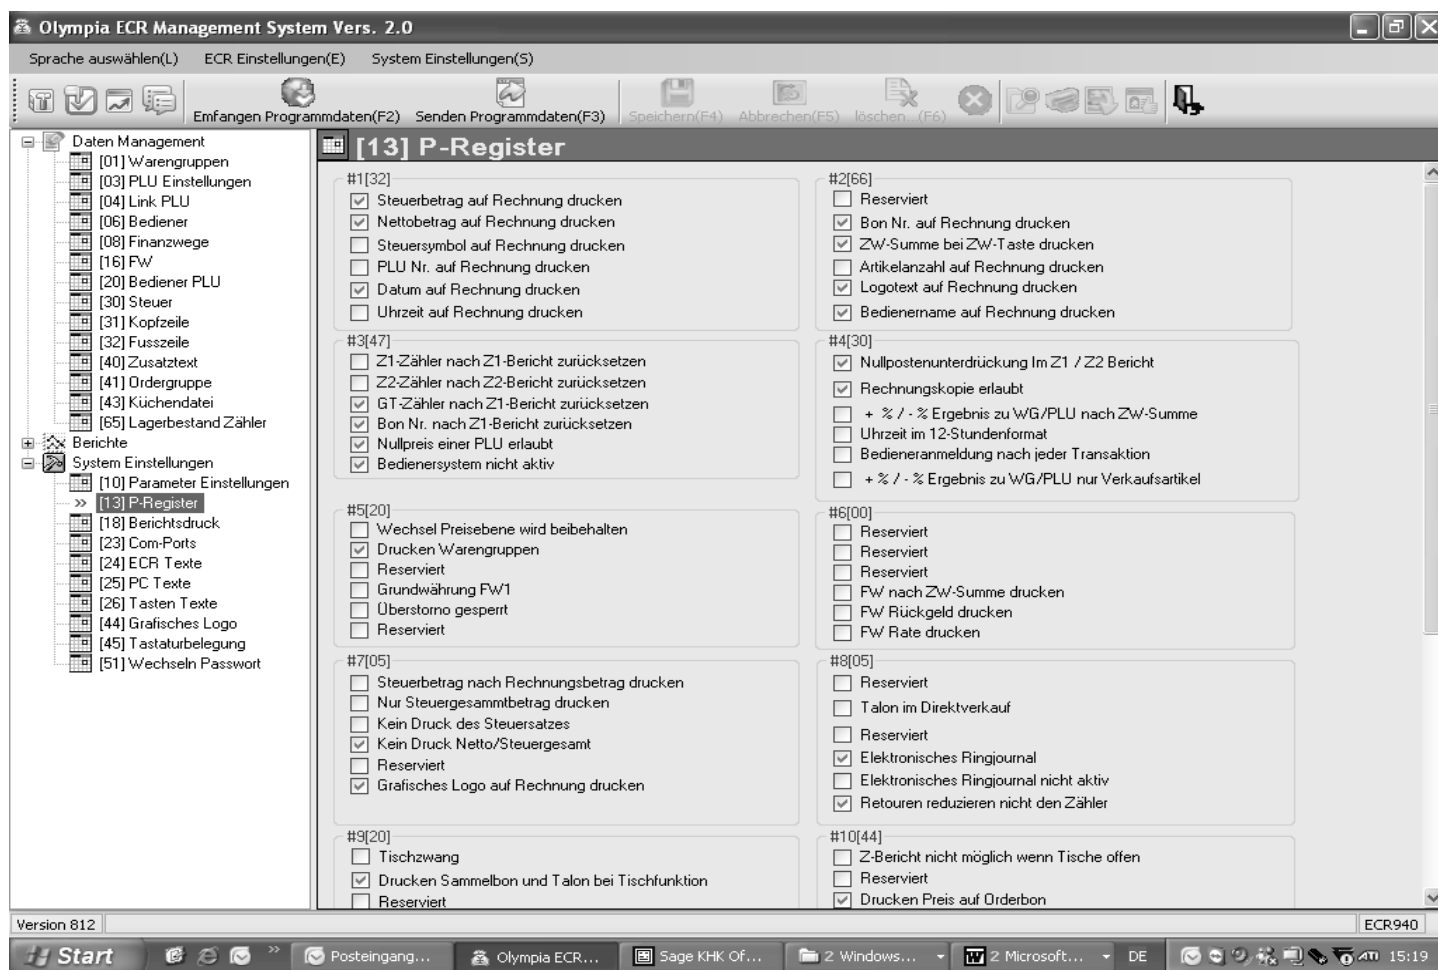 Olympia ECR Management System Vers. 2.0
Sprache auswählen(L) ECR Einstellungen(E) System Einstellungen(S)
Emfangen Programmdaten(F2) Senden Programmdaten(F3) Speichern(F4) Abbrechen(F5) löschen...(F6)
Daten Management
[01] Warengruppen
[03] PLU Einstellungen
[04] Link PLU
[06] Bediener
[08] Finanzwege
[16] FW
[20] Bediener PLU
[30] Steuer
[31] Kopfzeile
[32] Fusszeile
[40] Zusatztext
[41] Ordergruppe
[43] Küchendatei
[65] Lagerbestand Zähler
Berichte
System Einstellungen
[10] Parameter Einstellungen
[13] P-Register
[18] Berichtsdruck
[23] Com-Ports
[24] ECR Texte
[25] PC Texte
[26] Tasten Texte
[44] Grafisches Logo
[45] Tastaturbelegung
[51] Wechseln Passwort
[13] P-Register
#1[32]
Steuerbetrag auf Rechnung drucken
Nettobetrag auf Rechnung drucken
Steuersymbol auf Rechnung drucken
PLU Nr. auf Rechnung drucken
Datum auf Rechnung drucken
Uhrzeit auf Rechnung drucken
#2[66]
Reserviert
Bon Nr. auf Rechnung drucken
ZW-Summe bei ZW-Taste drucken
Artikelanzahl auf Rechnung drucken
Logotext auf Rechnung drucken
Bedienername auf Rechnung drucken
#3[47]
Z1-Zähler nach Z1-Bericht zurücksetzen
Z2-Zähler nach Z2-Bericht zurücksetzen
GT-Zähler nach Z1-Bericht zurücksetzen
Bon Nr. nach Z1-Bericht zurücksetzen
Nullpreis einer PLU erlaubt
Bedienersystem nicht aktiv
#4[30]
Nullpostenunterdrückung Im Z1 / Z2 Bericht
Rechnungskopie erlaubt
+ % / - % Ergebnis zu WG/PLU nach ZW-Summe
Uhrzeit im 12-Stundenformat
Bedieneranmeldung nach jeder Transaktion
+ % / - % Ergebnis zu WG/PLU nur Verkaufsartikel
#5[20]
Wechsel Preisebene wird beibehalten
Drucken Warengruppen
Reserviert
Grundwährung FW1
Überstorno gesperrt
Reserviert
#6[00]
Reserviert
Reserviert
Reserviert
FW nach ZW-Summe drucken
FW Rückgeld drucken
FW Rate drucken
#7[05]
Steuerbetrag nach Rechnungsbetrag drucken
Nur Steuergesammtbetrag drucken
Kein Druck des Steuersatzes
Kein Druck Netto/Steuergesamt
Reserviert
Grafisches Logo auf Rechnung drucken
#8[05]
Reserviert
Talon im Direktverkauf
Reserviert
Elektronisches Ringjournal
Elektronisches Ringjournal nicht aktiv
Retouren reduzieren nicht den Zähler
#9[20]
Tischzwang
Drucken Sammelbon und Talon bei Tischfunktion
Reserviert
#10[44]
Z-Bericht nicht möglich wenn Tische offen
Reserviert
Drucken Preis auf Orderbon
Version 812 ECR940
Start Posteingang... Olympia ECR... Sage KHK Of... 2 Windows... 2 Microsoft... DE 15:19